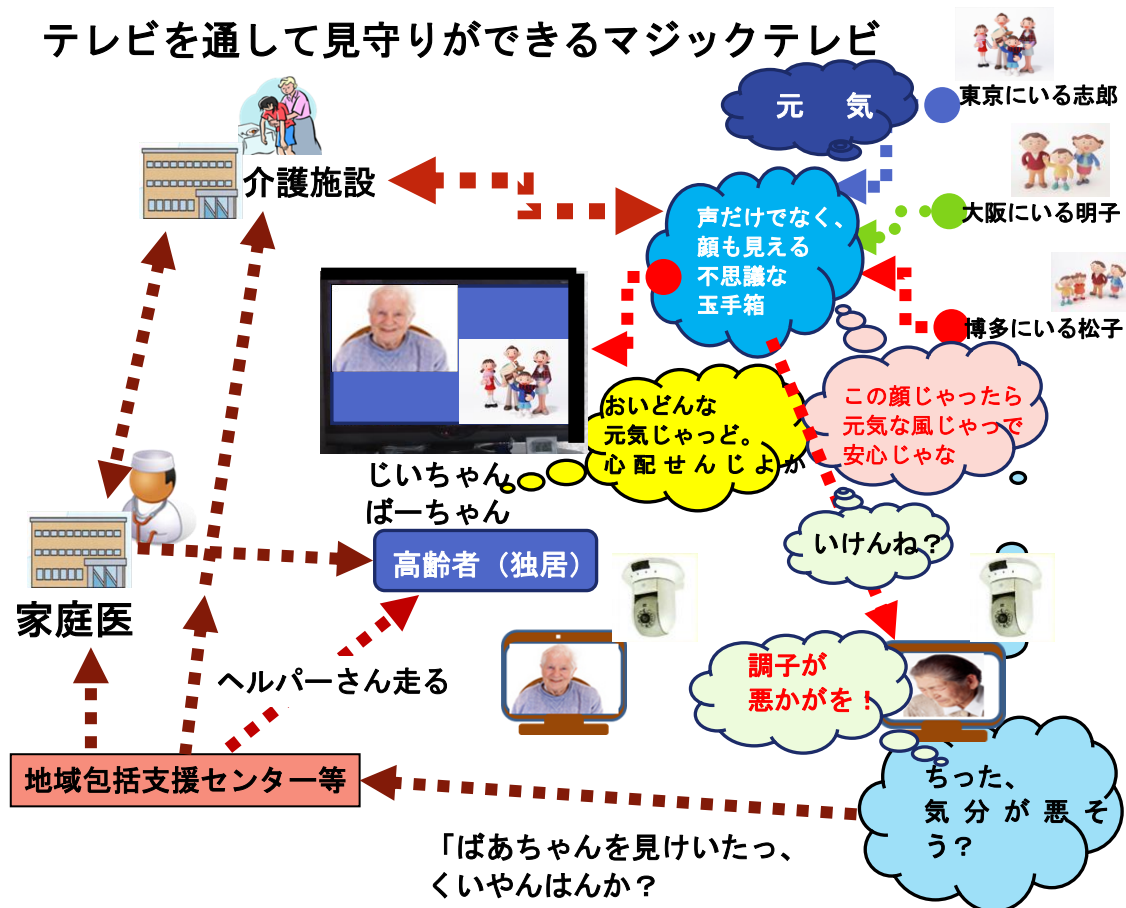 テレビを通して見守りができるマジックテレビ
元 気
東京にいる志郎
介護施設
声だけでなく、
顔も見える
不思議な
玉手箱
大阪にいる明子
博多にいる松子
この顔じゃったら
元気な風じゃっで
安心じゃな
おいどんな
元気じゃっど。
心配せんじよか
じいちゃん
ばーちゃん
高齢者（独居）
いけんね？
家庭医
ヘルパーさん走る
調子が
悪かがを！
地域包括支援センター等
ちった、
気分が悪そ
う？
「ばあちゃんを見けいたっ、
くいやんはんか？